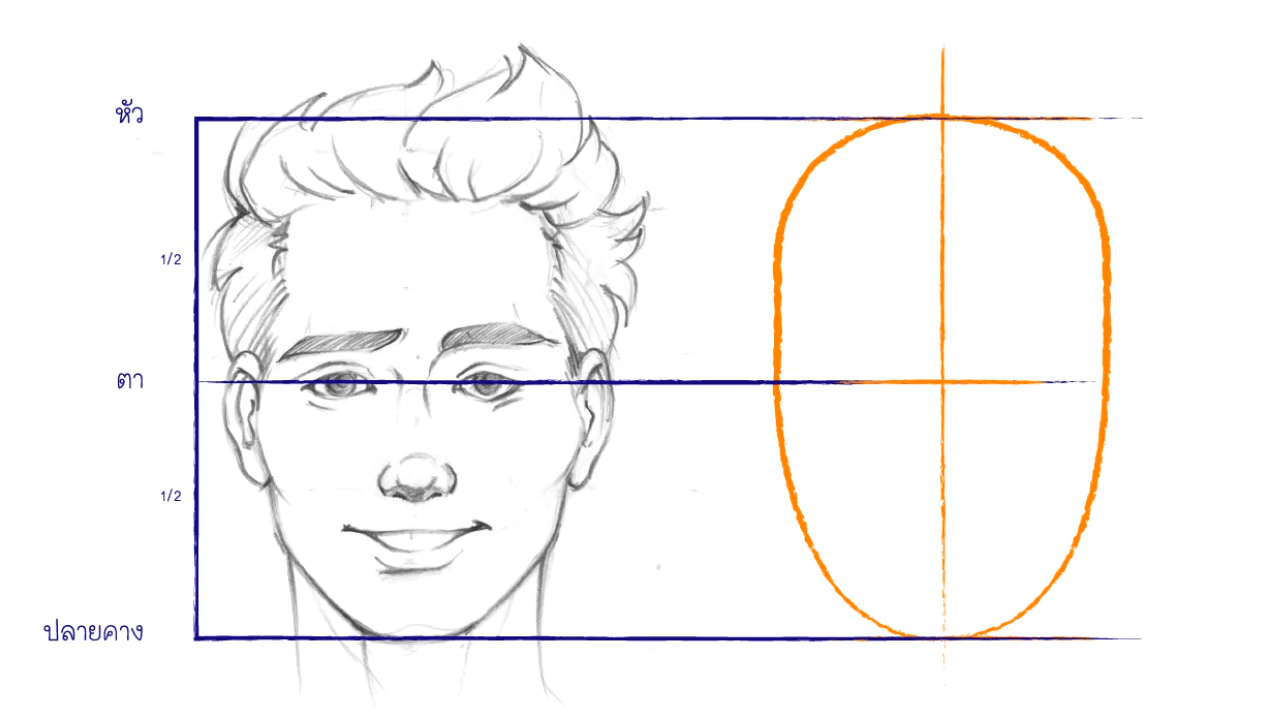 หัว
1/2
ตา
1/2
ปลายคาง